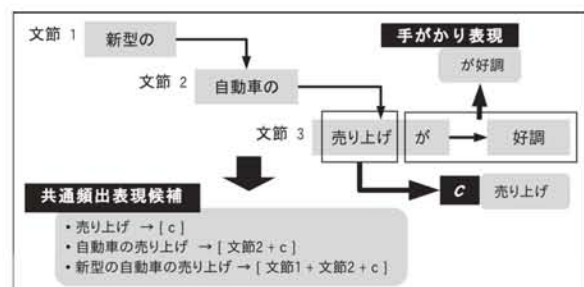 文節 1
新型の
手がかり表現
が好調
文節 2
自動車の
文節 3
売り上げ
が
好調
C
売り上げ
共通頻出表現候補
・売り上げ → [ c ]
・自動車の売り上げ → [ 文節2 + c ]
・新型の自動車の売り上げ → [ 文節1 + 文節2 + c ]